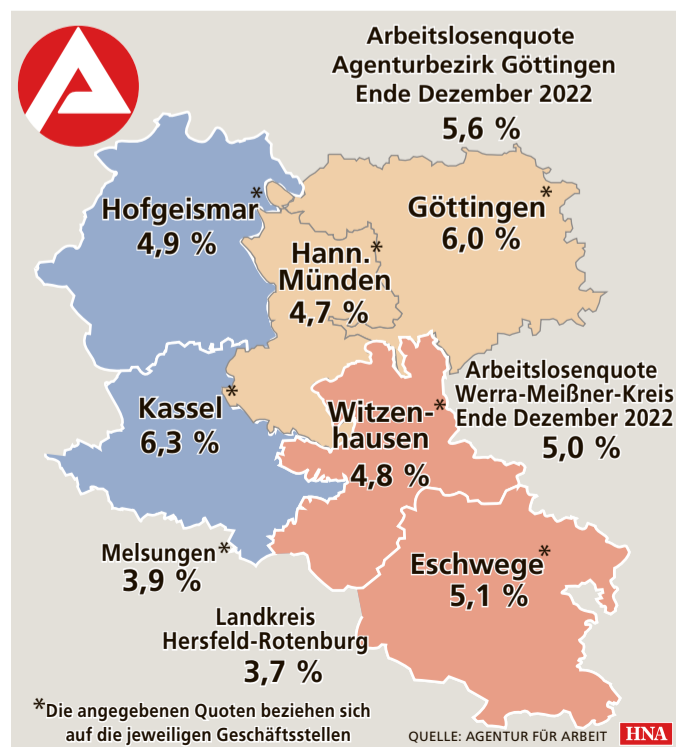 Arbeitslosenquote
Agenturbezirk Göttingen
Ende Dezember 2022
5,6 %
Hofgeismar*
4,9 %
Göttingen*
6,0 %
Hann.*
Münden
4,7 %
Arbeitslosenquote
Werra-Meißner-Kreis
Ende Dezember 2022
5,0 %
Kassel*
6,3 %
Witzen-*
hausen
4,8 %
Melsungen*
3,9 %
Eschwege*
5,1 %
Landkreis
Hersfeld-Rotenburg
3,7 %
*Die angegebenen Quoten beziehen sich
auf die jeweiligen Geschäftsstellen
QUELLE: AGENTUR FÜR ARBEIT HNA